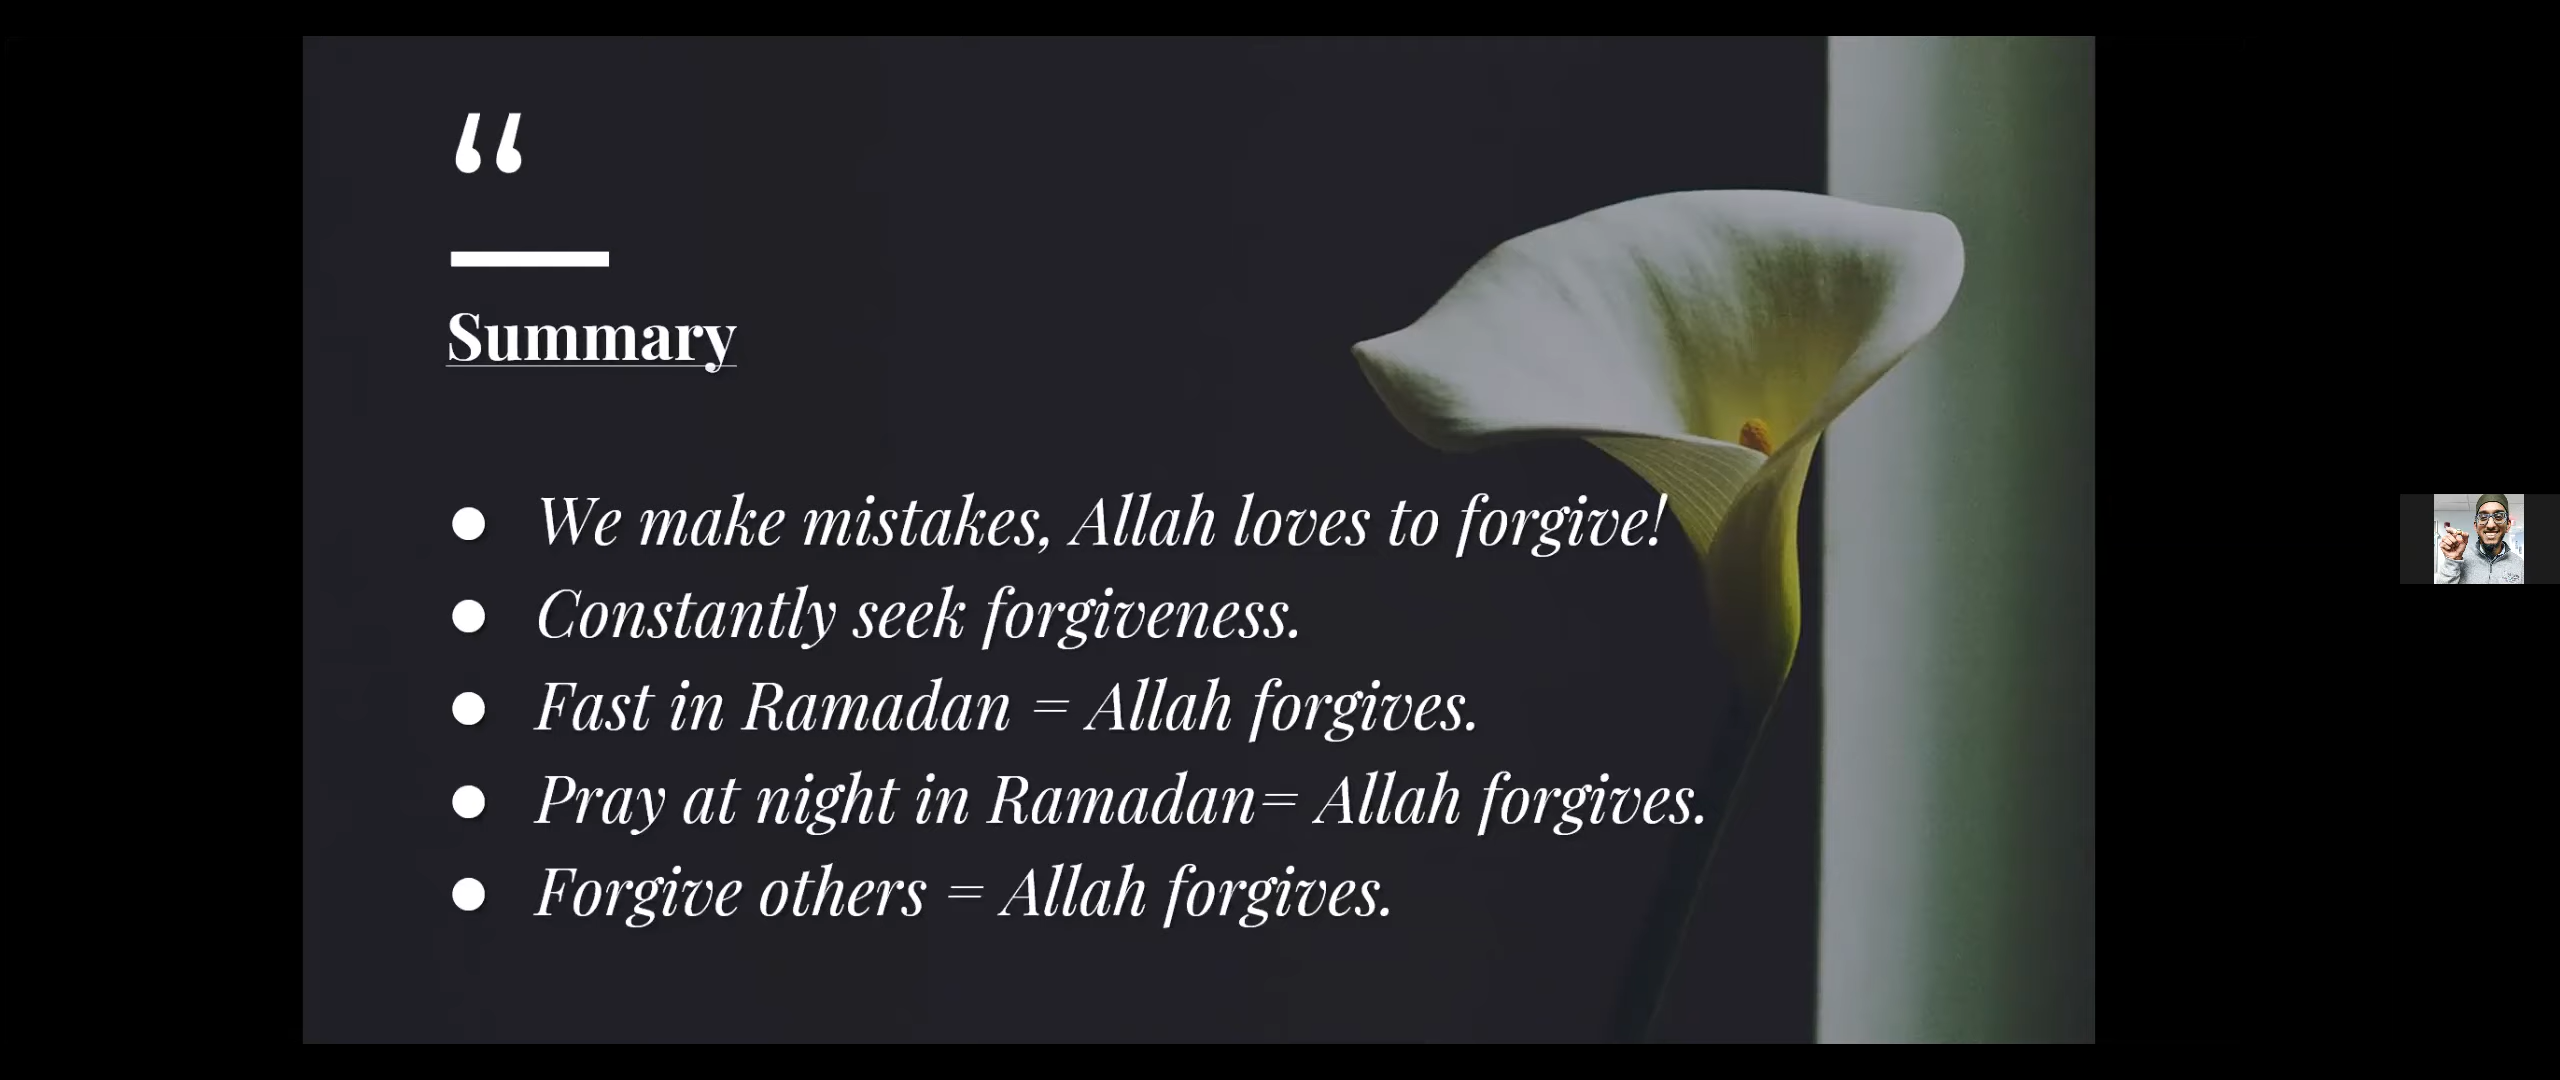 “
Summary
● We make mistakes, Allah loves to forgive!
● Constantly seek forgiveness.
● Fast in Ramadan = Allah forgives.
● Pray at night in Ramadan= Allah forgives.
● Forgive others = Allah forgives.